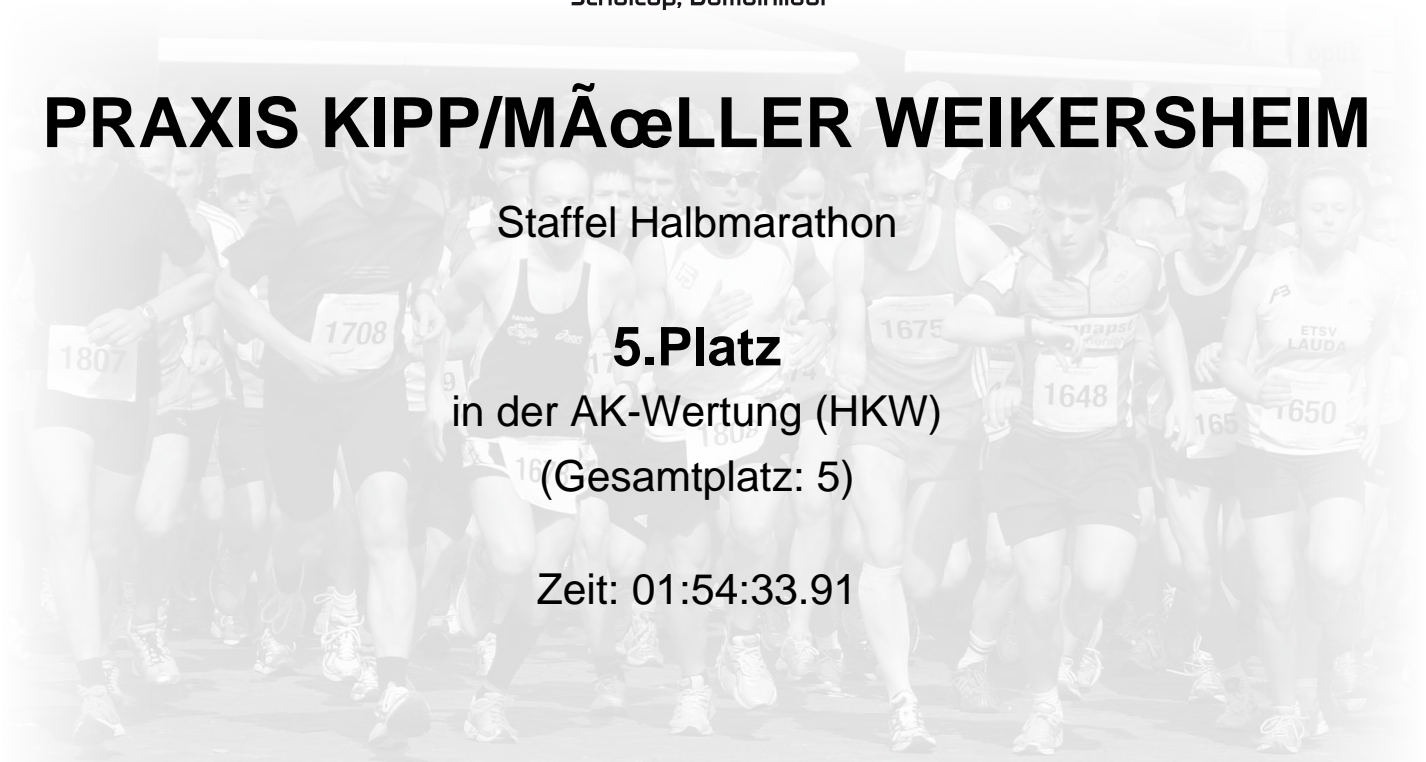 PRAXIS KIPP/MÃœLLER WEIKERSHEIM
Staffel Halbmarathon
5.Platz
in der AK-Wertung (HKW)
(Gesamtplatz: 5)
Zeit: 01:54:33.91
1807
1708
1675
1648
1650
ETSV
LAUDA